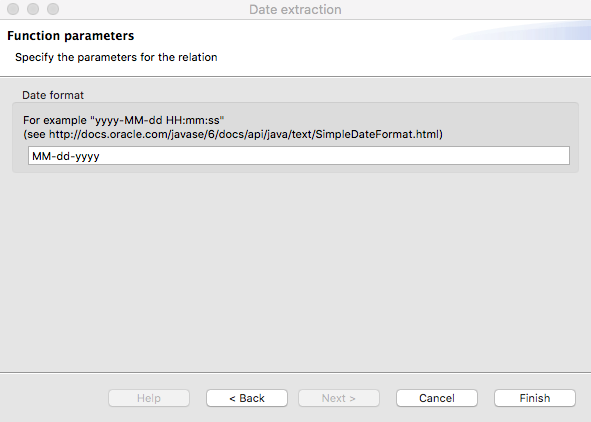 Date extraction
Function parameters
Specify the parameters for the relation
Date format
For example "yyyy-MM-dd HH:mm:ss"
(see http://docs.oracle.com/javase/6/docs/api/java/text/SimpleDateFormat.html)
MM-dd-yyyy
Help
< Back
Next >
Cancel
Finish